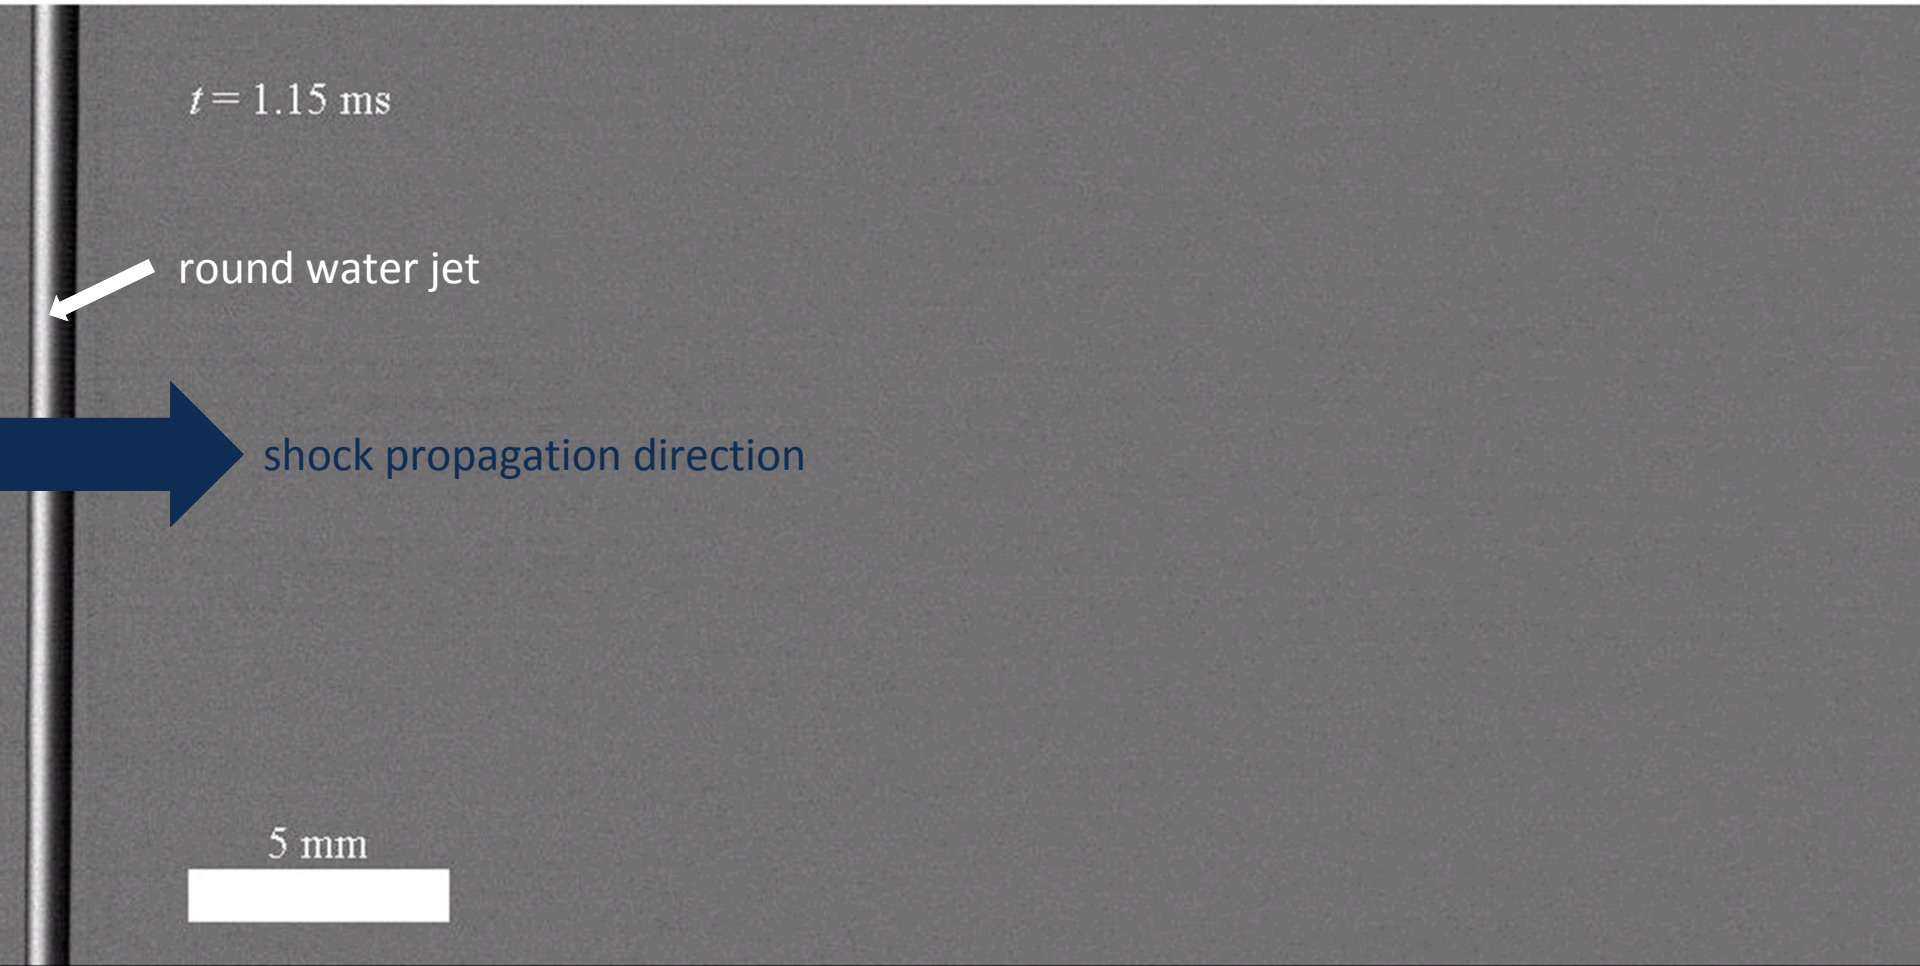 t = 1.15 ms
round water jet
shock propagation direction
5 mm